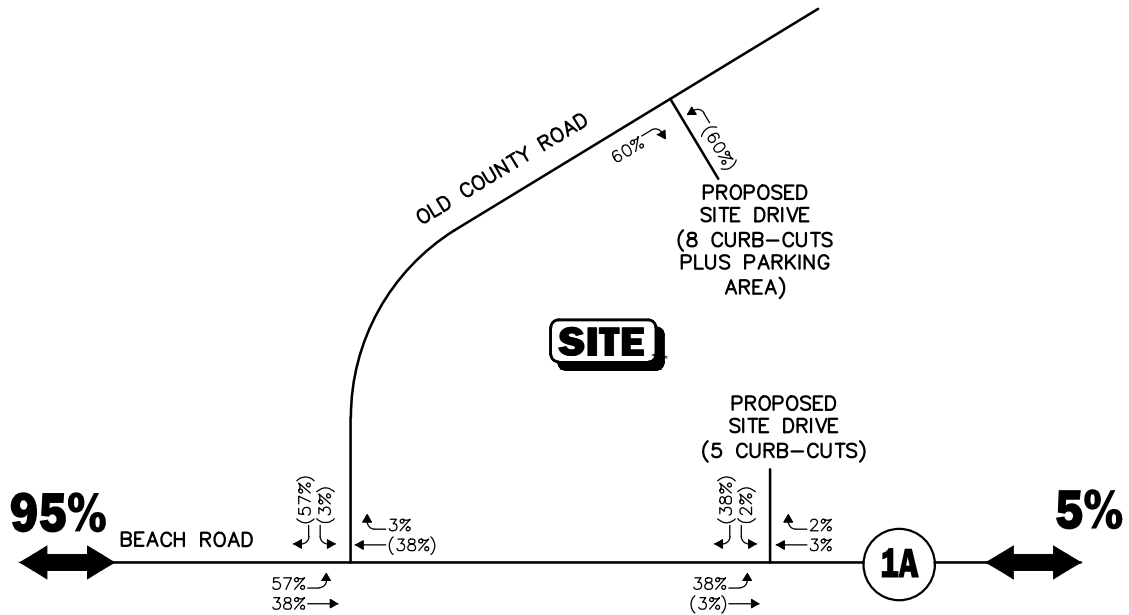 OLD COUNTY ROAD
60%
(60%)
PROPOSED
SITE DRIVE
(8 CURB-CUTS
PLUS PARKING
AREA)
SITE
PROPOSED
SITE DRIVE
(5 CURB-CUTS)
95%
BEACH ROAD
(57%)
(3%)
3%
(38%)
57%
38%
(38%)
(2%)
2%
3%
38%
(3%)
1A
5%